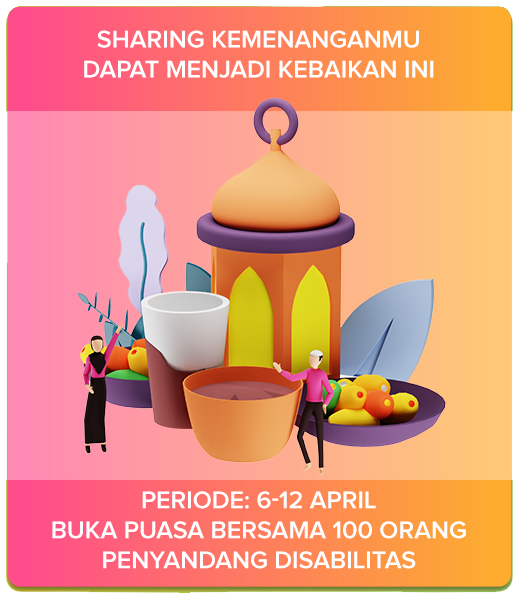 SHARING KEMENANGANMU
DAPAT MENJADI KEBAIKAN INI
PERIODE: 6-12 APRIL
BUKA PUASA BERSAMA 100 ORANG
PENYANDANG DISABILITAS